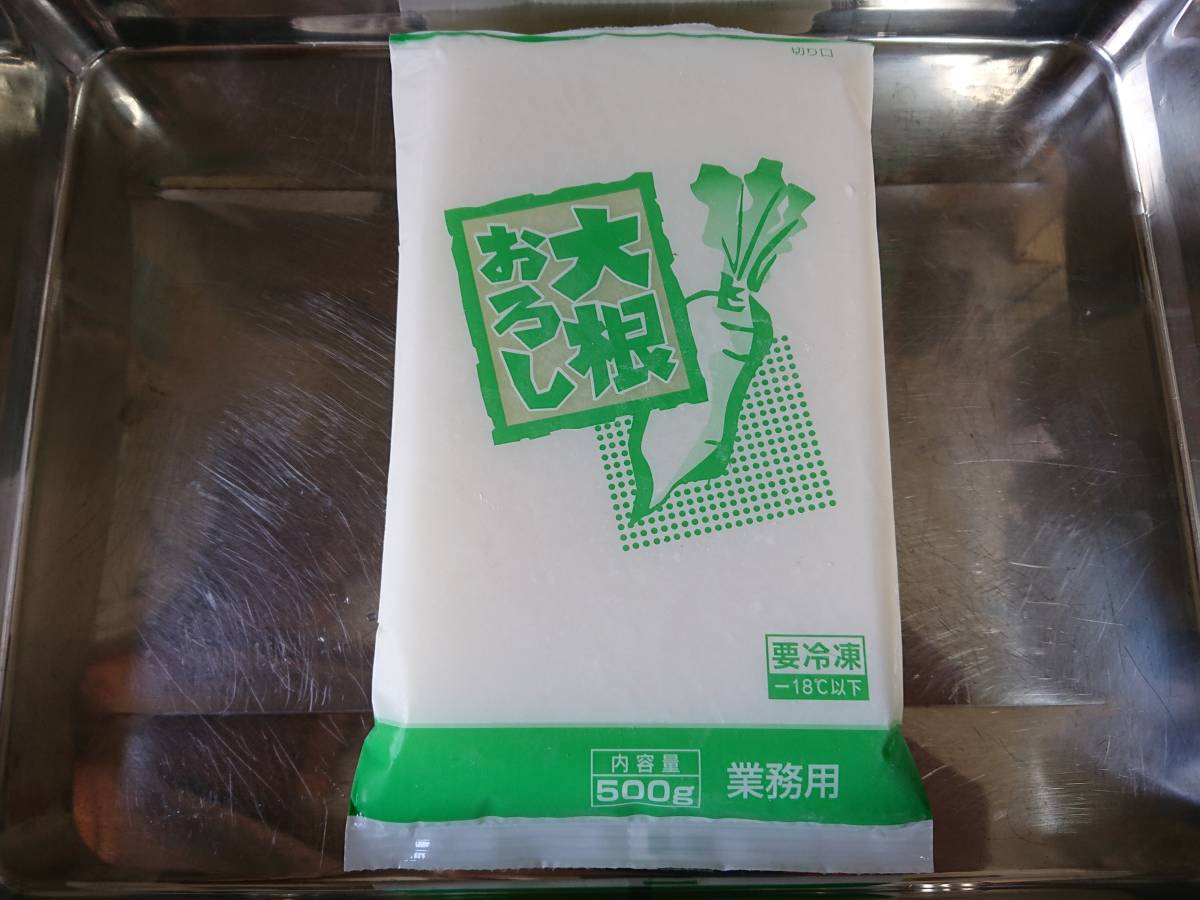 切り口
大根
おろし
要冷凍
−18℃以下
内容量
500g
業務用